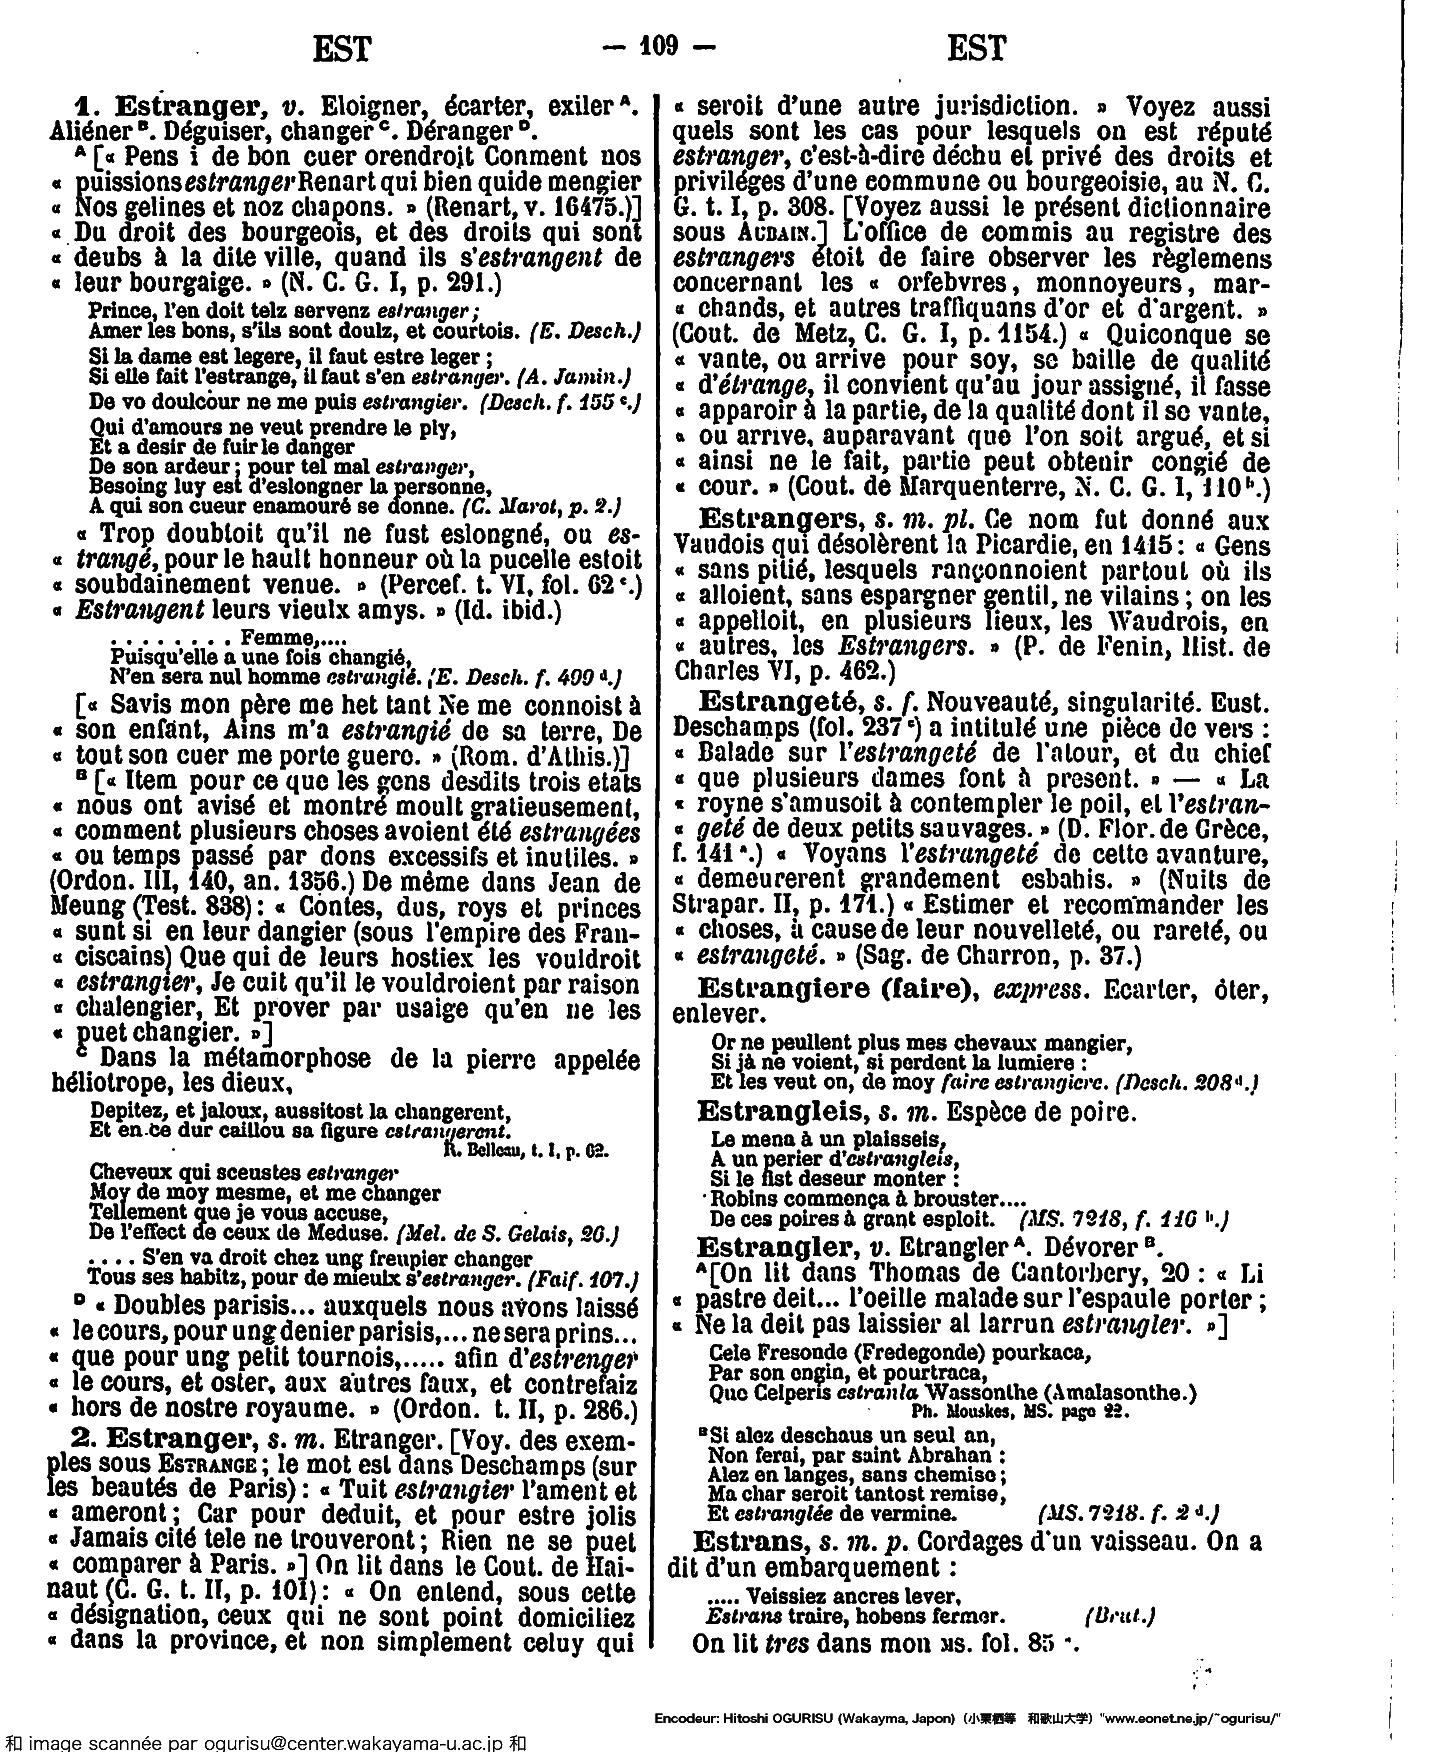 EST — 109 — EST
1. Estranger, v. Eloigner, écarter, exiler A.
Aliéner B. Déguiser, changer C. Déranger D.
A [« Pens i de bon cuer orendroit Conment nos
« puissions estranger Renart qui bien quide mengier
« Nos gelines et noz chapons. » (Renart, v. 16475.)]
« Du droit des bourgeois, et des droits qui sont
« deubs à la dite ville, quand ils s'estrangent de
« leur bourgaige. » (N. C. G. I, p. 291.)
Prince, l'en doit telz servenz estranger ;
Amer les bons, s'ils sont doulz, et courtois. (E. Desch.)
Si la dame est legere, il faut estre leger ;
Si elle fait l'estrange, il faut s'en estranger. (A. Jamin.)
De vo doulcour ne me puis estrangier. (Desch. f. 155 c.)
Qui d'amours ne veut prendre le ply,
Et a desir de fuir le danger
De son ardeur ; pour tel mal estranger,
Besoing luy est d'eslongner la personne,
A qui son cueur enamouré se donne. (C. Marot, p. 2.)
« Trop doubtoit qu'il ne fust eslongné, ou es-
« trangé, pour le hault honneur où la pucelle estoit
« soubdainement venue. » (Percef. t. VI, fol. 62 c.)
« Estrangent leurs vieulx amys. » (Id. ibid.)
. . . . . . . . Femme,....
Puisqu'elle a une fois changié,
N'en sera nul homme estrangié. (E. Desch. f. 499 d.)
[« Savis mon père me het tant Ne me connoist à
« son enfant, Ains m'a estrangié de sa terre, De
« tout son cuer me porte guere. » (Rom. d'Athis.)]
B [« Item pour ce que les gens desdits trois etats
« nous ont avisé et montré moult gratieusement,
« comment plusieurs choses avoient été estrangées
« ou temps passé par dons excessifs et inutiles. »
(Ordon. III, 140, an. 1356.) De même dans Jean de
Meung (Test. 838) : « Contes, dus, roys et princes
« sunt si en leur dangier (sous l'empire des Fran-
« ciscains) Que qui de leurs hostiex les vouldroit
« estrangier, Je cuit qu'il le vouldroient par raison
« chalengier, Et prover par usaige qu'en ne les
« puet changier. »]
C Dans la métamorphose de la pierre appelée
héliotrope, les dieux,
Depitez, et jaloux, aussitost la changerent,
Et en ce dur caillou sa figure estrangerent.
R. Belleau, t. I, p. 62.
Cheveux qui sceustes estranger
Moy de moy mesme, et me changer
Tellement que je vous accuse,
De l'effect de ceux de Meduse. (Mel. de S. Gelais, 26.)
. . . . S'en va droit chez ung freupier changer
Tous ses habitz, pour de mieulx s'estranger. (Faif. 107.)
D « Doubles parisis... auxquels nous avons laissé
« le cours, pour ung denier parisis,... ne sera prins...
« que pour ung petit tournois,..... afin d'estrenger
« le cours, et oster, aux autres faux, et contrefaiz
« hors de nostre royaume. » (Ordon. t. II, p. 286.)
2. Estranger, s. m. Etranger. [Voy. des exem-
ples sous ESTRANGE ; le mot est dans Deschamps (sur
les beautés de Paris) : « Tuit estrangier l'ament et
« ameront ; Car pour deduit, et pour estre jolis
« Jamais cité tele ne trouveront ; Rien ne se puet
« comparer à Paris. »] On lit dans le Cout. de Hai-
naut (C. G. t. II, p. 101) : « On entend, sous cette
« désignation, ceux qui ne sont point domiciliez
« dans la province, et non simplement celuy qui
« seroit d'une autre jurisdiction. » Voyez aussi
quels sont les cas pour lesquels on est réputé
estranger, c'est-à-dire déchu et privé des droits et
priviléges d'une commune ou bourgeoisie, au N. C.
G. t. I, p. 308. [Voyez aussi le présent dictionnaire
sous AUBAIN.] L'office de commis au registre des
estrangers étoit de faire observer les règlemens
concernant les « orfebvres, monnoyeurs, mar-
« chands, et autres traffiquans d'or et d'argent. »
(Cout. de Metz, C. G. I, p. 1154.) « Quiconque se
« vante, ou arrive pour soy, se baille de qualité
« d'étrange, il convient qu'au jour assigné, il fasse
« apparoir à la partie, de la qualité dont il se vante,
« ou arrive, auparavant que l'on soit argué, et si
« ainsi ne le fait, partie peut obtenir congié de
« cour. » (Cout. de Marquenterre, N. C. G. I, 110 b.)
Estrangers, s. m. pl. Ce nom fut donné aux
Vaudois qui désolèrent la Picardie, en 1415 : « Gens
« sans pitié, lesquels rançonnoient partout où ils
« alloient, sans espargner gentil, ne vilains ; on les
« appelloit, en plusieurs lieux, les Waudrois, en
« autres, les Estrangers. » (P. de Fenin, Hist. de
Charles VI, p. 462.)
Estrangeté, s. f. Nouveauté, singularité. Eust.
Deschamps (fol. 237 c) a intitulé une pièce de vers :
« Balade sur l'estrangeté de l'atour, et du chief
« que plusieurs dames font à present. » — « La
« royne s'amusoit à contempler le poil, et l'estran-
« geté de deux petits sauvages. » (D. Flor. de Grèce,
f. 141 a.) « Voyans l'estrangeté de cette avanture,
« demeurerent grandement esbahis. » (Nuits de
Strapar. II, p. 171.) « Estimer et recommander les
« choses, à cause de leur nouvelleté, ou rareté, ou
« estrangeté. » (Sag. de Charron, p. 37.)
Estrangiere (faire), express. Ecarter, ôter,
enlever.
Or ne peullent plus mes chevaux mangier,
Si jà ne voient, si perdent la lumiere :
Et les veut on, de moy faire estrangiere. (Desch. 208 d.)
Estrangleis, s. m. Espèce de poire.
Le mena à un plaisseis,
A un perier d'estrangleis,
Si le fist deseur monter :
Robins commença à brouster....
De ces poires à grant esploit. (MS. 7218, f. 116 b.)
Estrangler, v. Etrangler A. Dévorer B.
A [On lit dans Thomas de Cantorbery, 20 : « Li
« pastre deit... l'oeille malade sur l'espaule porter ;
« Ne la deit pas laissier al larrun estrangler. »]
Cele Fresonde (Fredegonde) pourkaca,
Par son engin, et pourtraca,
Que Celperis estranla Wassonthe (Amalasonthe.)
Ph. Mouskes, MS. page 22.
B Si alez deschaus un seul an,
Non ferai, par saint Abrahan :
Alez en langes, sans chemise ;
Ma char seroit tantost remise,
Et estranglée de vermine. (MS. 7218. f. 2 d.)
Estrans, s. m. p. Cordages d'un vaisseau. On a
dit d'un embarquement :
..... Veissiez ancres lever,
Estrans traire, hobens fermer. (Brut.)
On lit tres dans mon MS. fol. 85
Encodeur: Hitoshi OGURISU (Wakayma, Japon) (小栗栖等 和歌山大学) "www.eonet.ne.jp/~ogurisu/"
和 image scannée par ogurisu@center.wakayama-u.ac.jp 和